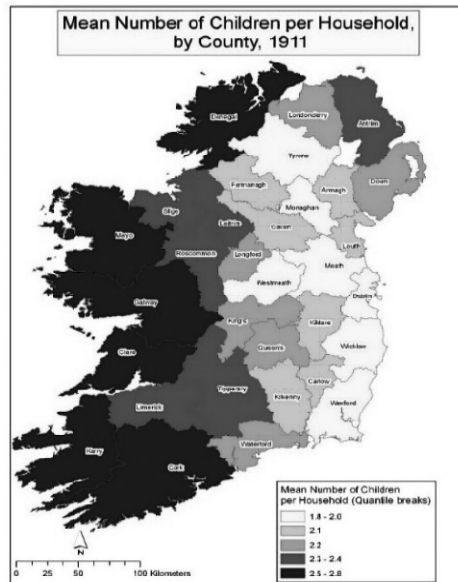 Mean Number of Children per Household,
by County, 1911
Donegal
Londonderry
Antrim
Tyrone
Fermanagh
Armagh
Down
Monaghan
Sligo
Leitrim
Cavan
Mayo
Louth
Roscommon
Longford
Meath
Westmeath
Galway
Dublin
King's
Kildare
Queen's
Wicklow
Clare
Carlow
Tipperary
Kilkenny
Limerick
Wexford
Waterford
Kerry
Cork
Mean Number of Children
per Household (Quantile breaks)
1.8 - 2.0
2.1
2.2
2.3 - 2.4
2.5 - 2.8
N
0 25 50 100 Kilometers